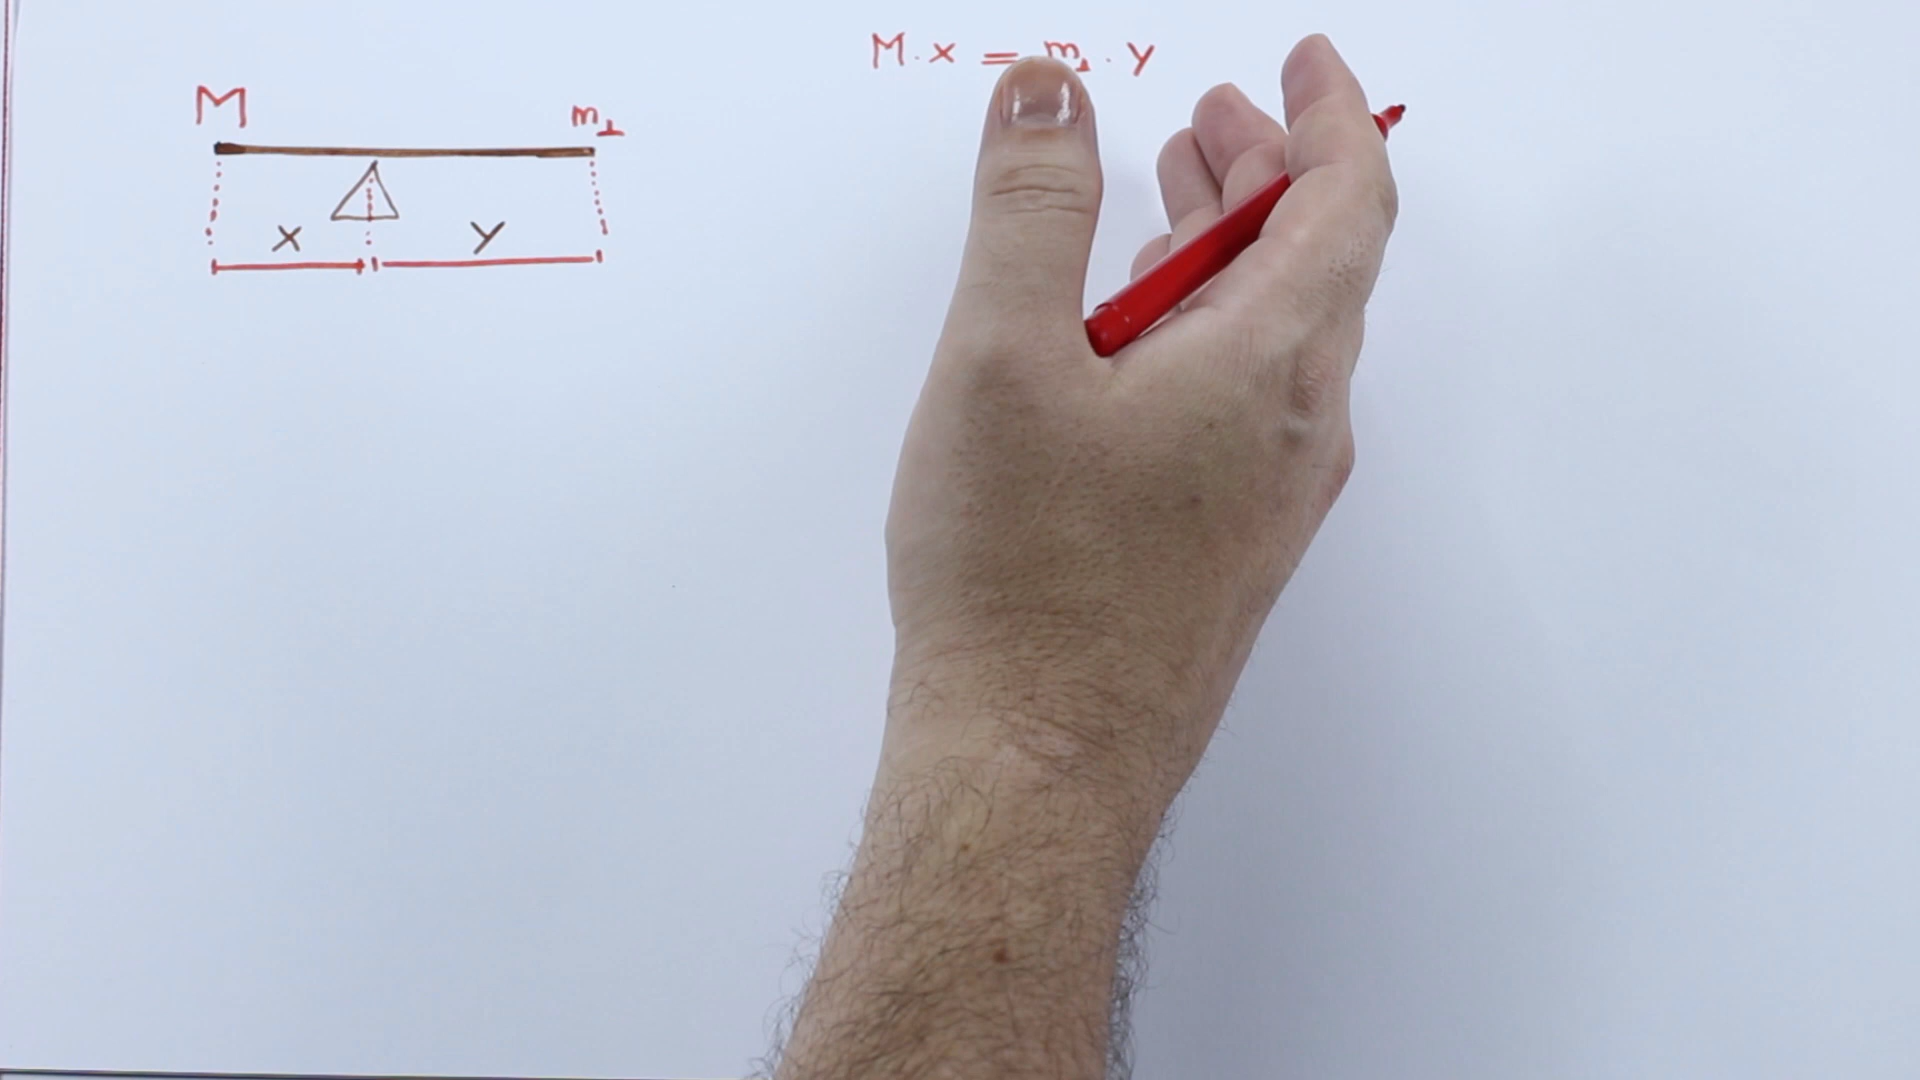 M · x = m₁ · y
M
m₁
x
y